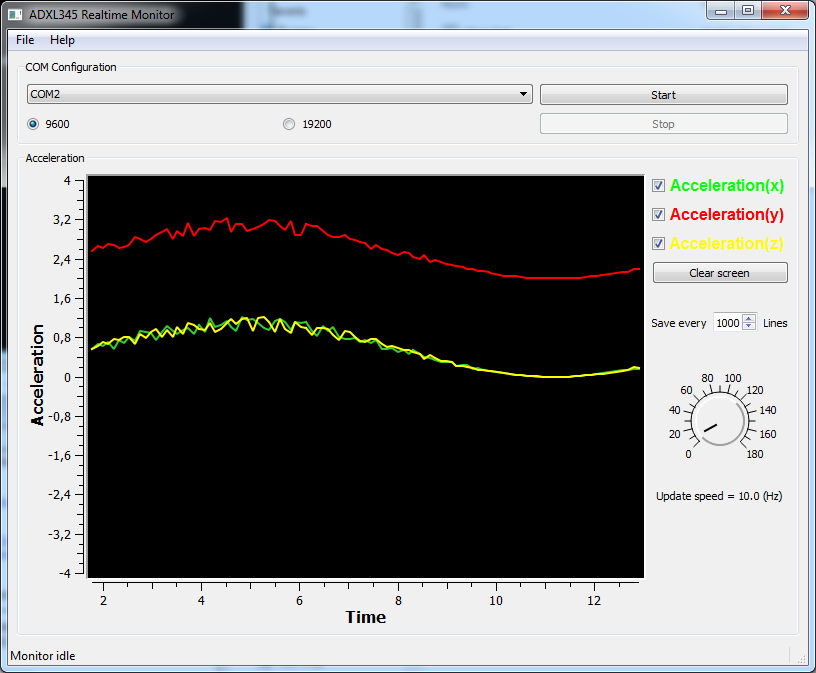 ADXL345 Realtime Monitor
File Help
COM Configuration
COM2
Start
9600
19200
Stop
Acceleration
4
3,2
2,4
1,6
0,8
0
-0,8
-1,6
-2,4
-3,2
-4
Acceleration
2 4 6 8 10 12
Time
Acceleration(x)
Acceleration(y)
Acceleration(z)
Clear screen
Save every 1000 Lines
0 20 40 60 80 100 120 140 160 180
Update speed = 10.0 (Hz)
Monitor idle